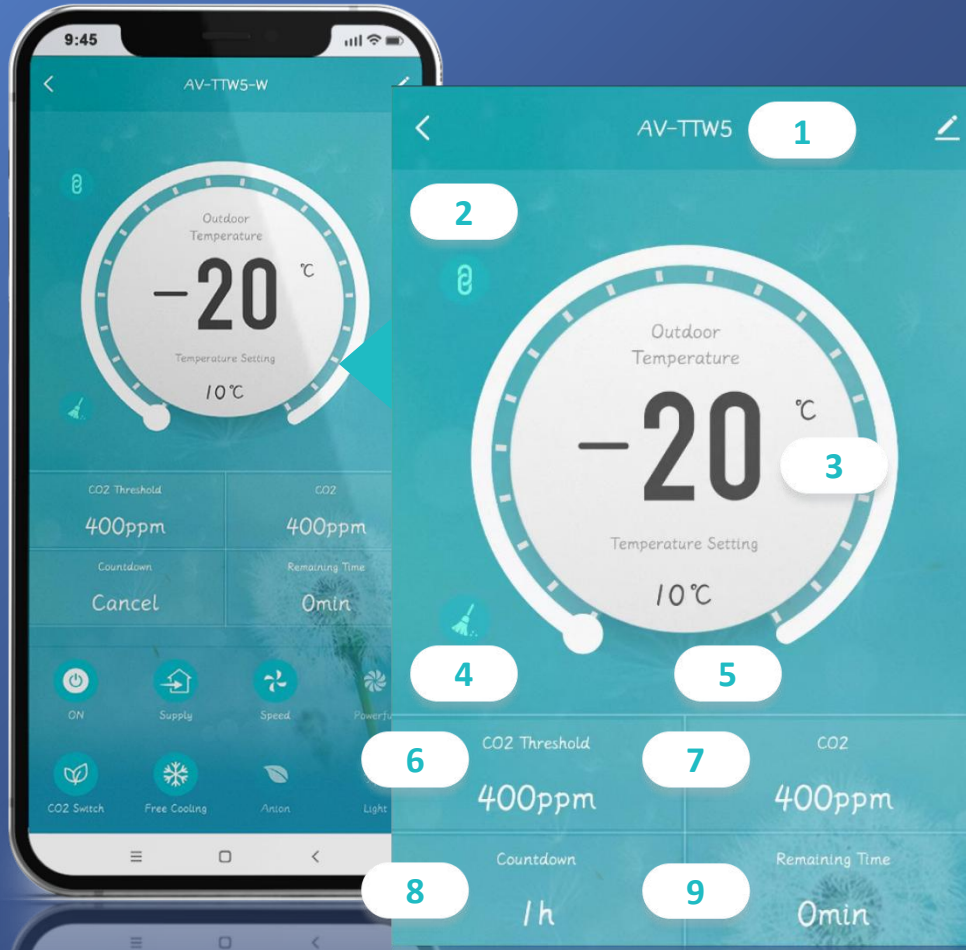 9:45
AV-TTW5-W
Outdoor
Temperature
-20 ℃
Temperature Setting
10℃
CO2 Threshold
400ppm
CO2
400ppm
Countdown
Cancel
Remaining Time
0min
ON
Supply
Speed
CO2 Switch
Free Cooling
Anion
Light
AV-TTW5
1
2
Outdoor
Temperature
-20 ℃
3
Temperature Setting
10℃
4
5
6
CO2 Threshold
400ppm
7
CO2
400ppm
8
Countdown
1h
9
Remaining Time
0min